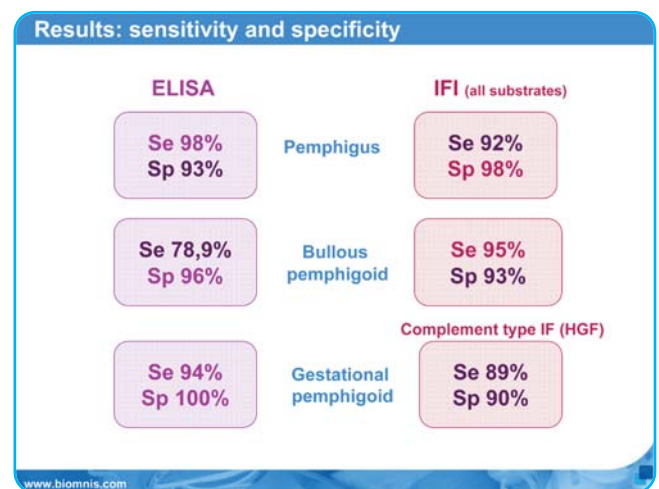 Results: sensitivity and specificity
ELISA
IFI (all substrates)
Se 98%
Sp 93%
Pemphigus
Se 92%
Sp 98%
Se 78,9%
Sp 96%
Bullous
pemphigoid
Se 95%
Sp 93%
Complement type IF (HGF)
Se 94%
Sp 100%
Gestational
pemphigoid
Se 89%
Sp 90%
www.biomnis.com